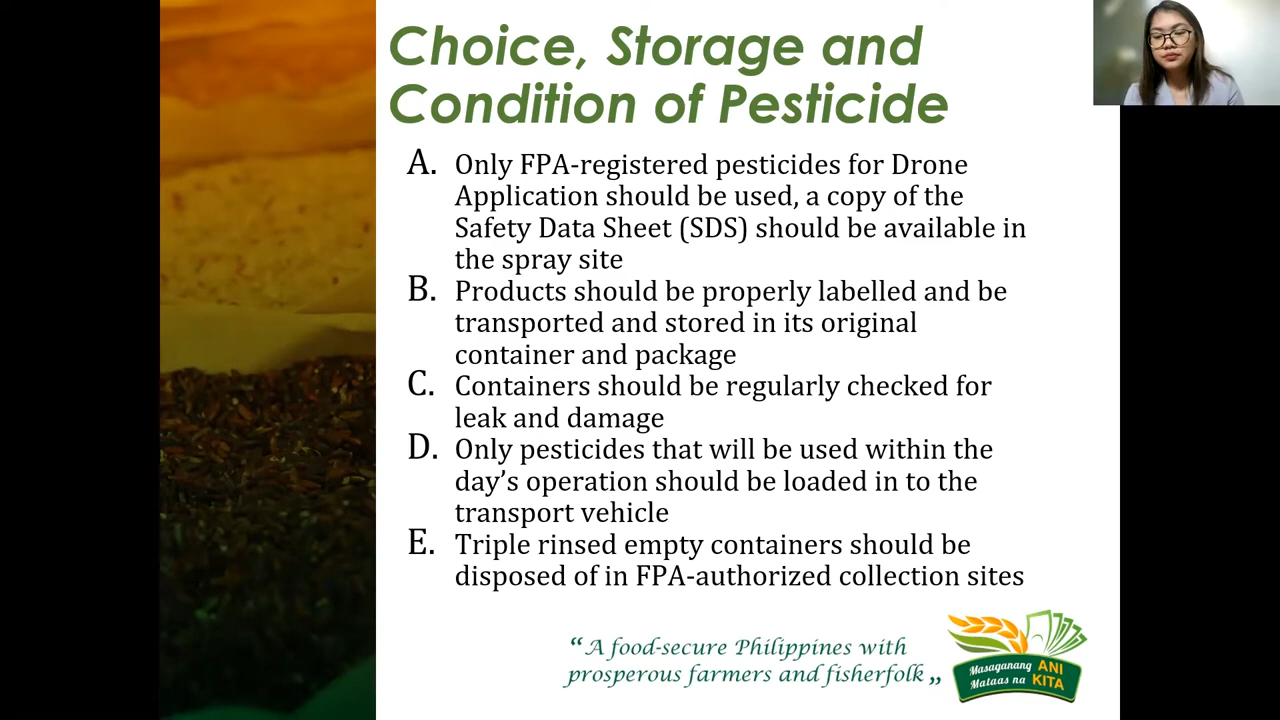 Choice, Storage and
Condition of Pesticide
A. Only FPA-registered pesticides for Drone
Application should be used, a copy of the
Safety Data Sheet (SDS) should be available in
the spray site
B. Products should be properly labelled and be
transported and stored in its original
container and package
C. Containers should be regularly checked for
leak and damage
D. Only pesticides that will be used within the
day’s operation should be loaded in to the
transport vehicle
E. Triple rinsed empty containers should be
disposed of in FPA-authorized collection sites
“A food-secure Philippines with
prosperous farmers and fisherfolk„
Masaganang ANI
Mataas na KITA